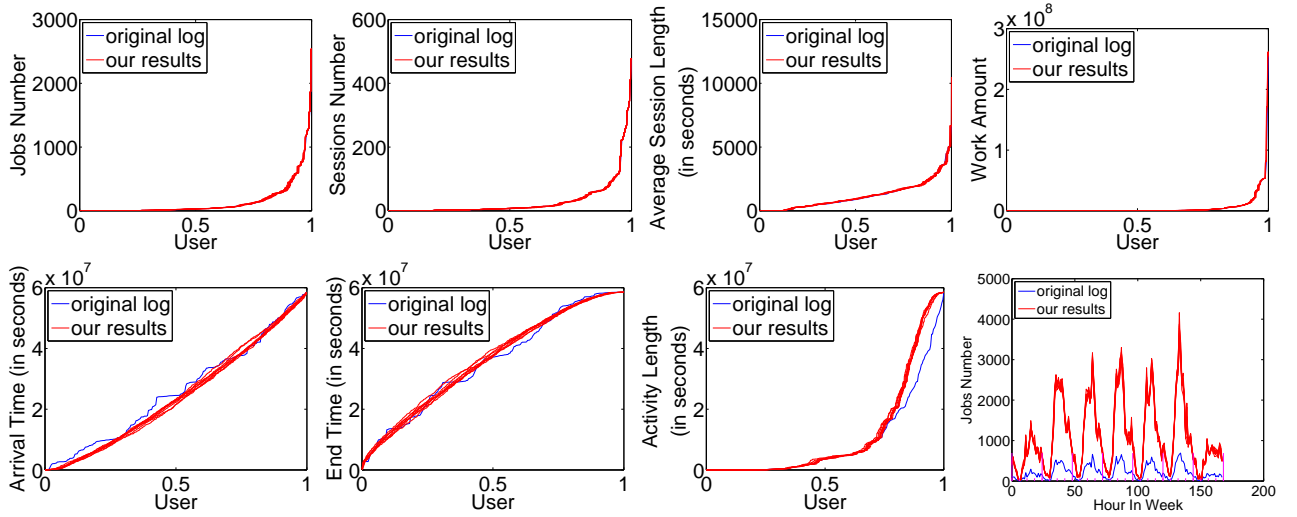 3000
2000
1000
0
0
0.5
1
Jobs Number
User
original log
our results
600
400
200
0
0
0.5
1
Sessions Number
User
original log
our results
15000
10000
5000
0
0
0.5
1
Average Session Length
(in seconds)
User
original log
our results
x 10^8
3
2
1
0
0
0.5
1
Work Amount
User
original log
our results
x 10^7
6
4
2
0
0
0.5
1
Arrival Time (in seconds)
User
original log
our results
x 10^7
6
4
2
0
0
0.5
1
End Time (in seconds)
User
original log
our results
x 10^7
6
4
2
0
0
0.5
1
Activity Length
(in seconds)
User
original log
our results
5000
4000
3000
2000
1000
0
0
50
100
150
200
Jobs Number
Hour In Week
original log
our results